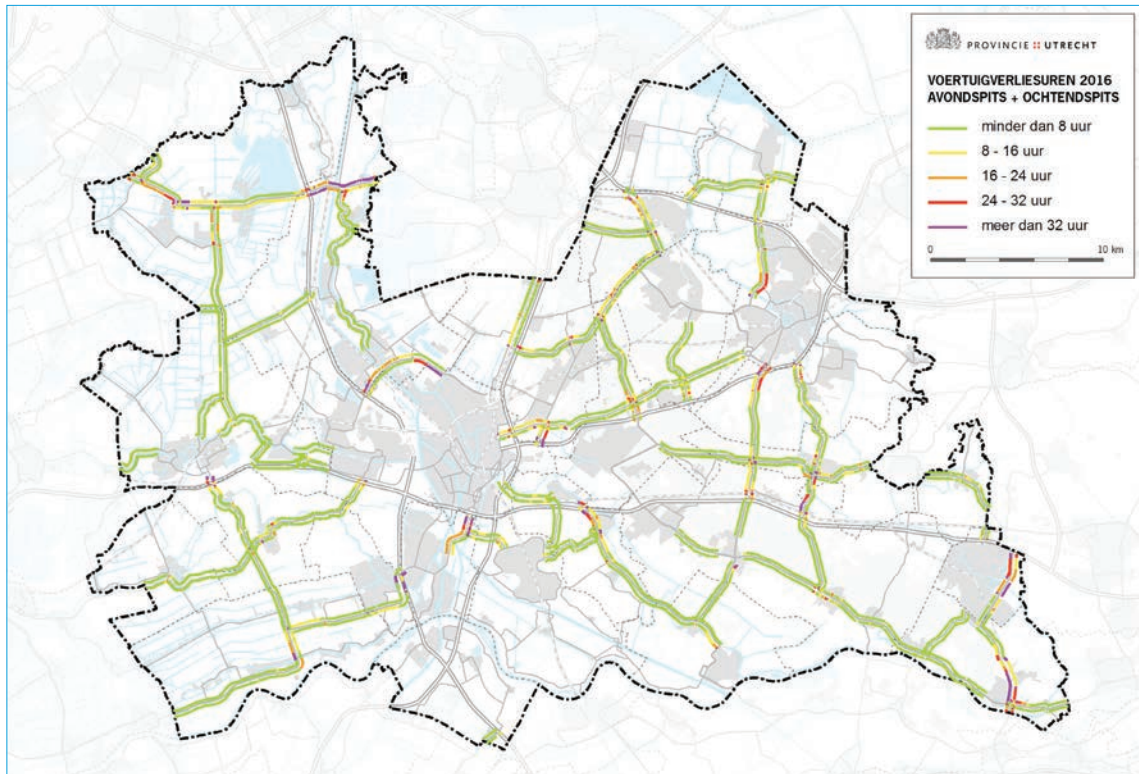 PROVINCIE UTRECHT
VOERTUIGVERLIESUREN 2016
AVONDSPITS + OCHTENDSPITS
minder dan 8 uur
8 - 16 uur
16 - 24 uur
24 - 32 uur
meer dan 32 uur
0 10 km